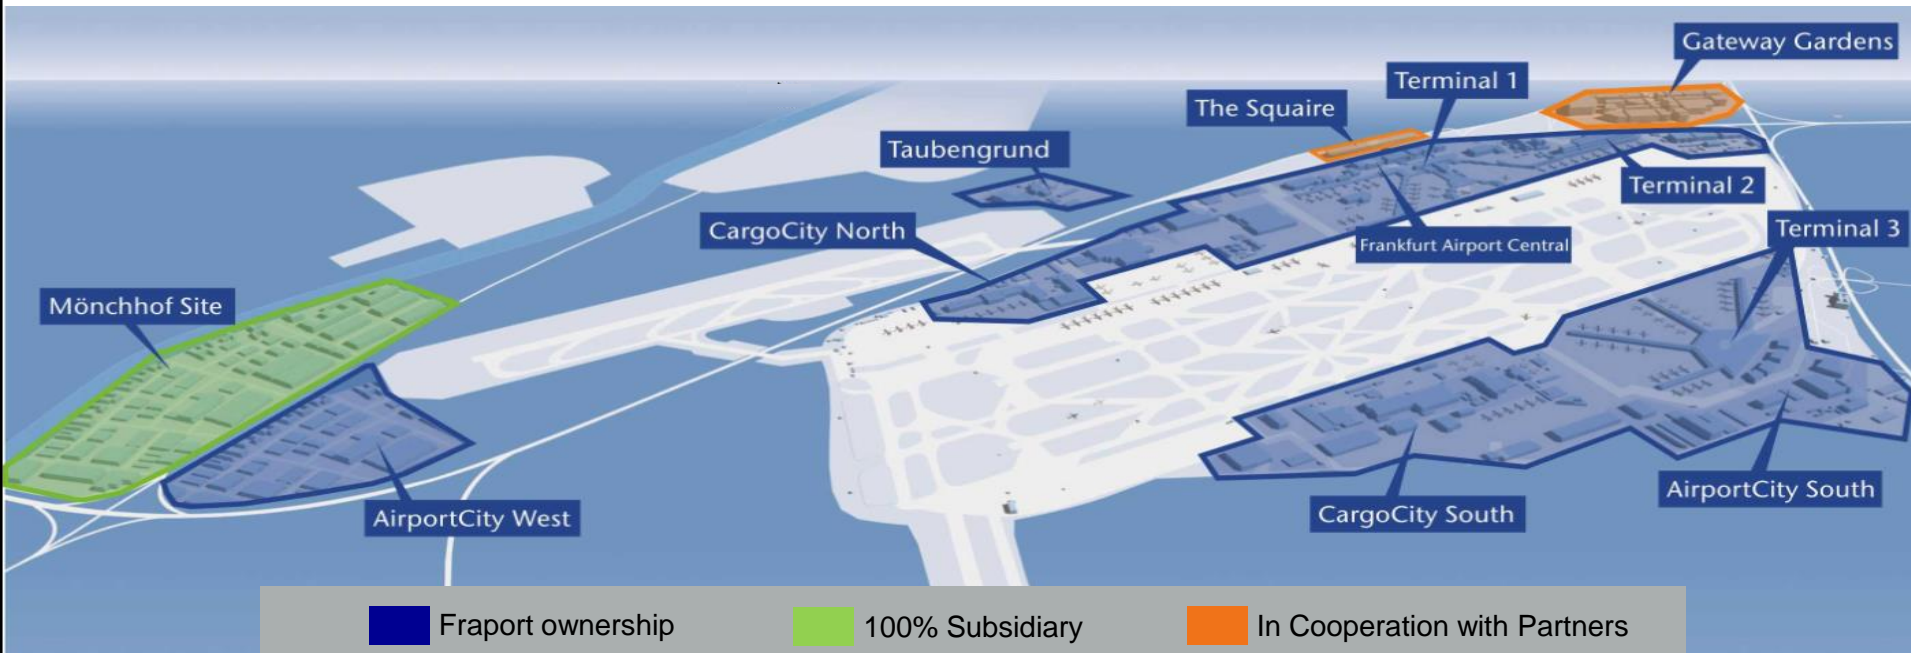 Gateway Gardens
Terminal 1
The Squaire
Taubengrund
Terminal 2
CargoCity North
Terminal 3
Frankfurt Airport Central
Mönchhof Site
AirportCity South
CargoCity South
AirportCity West
Fraport ownership
100% Subsidiary
In Cooperation with Partners